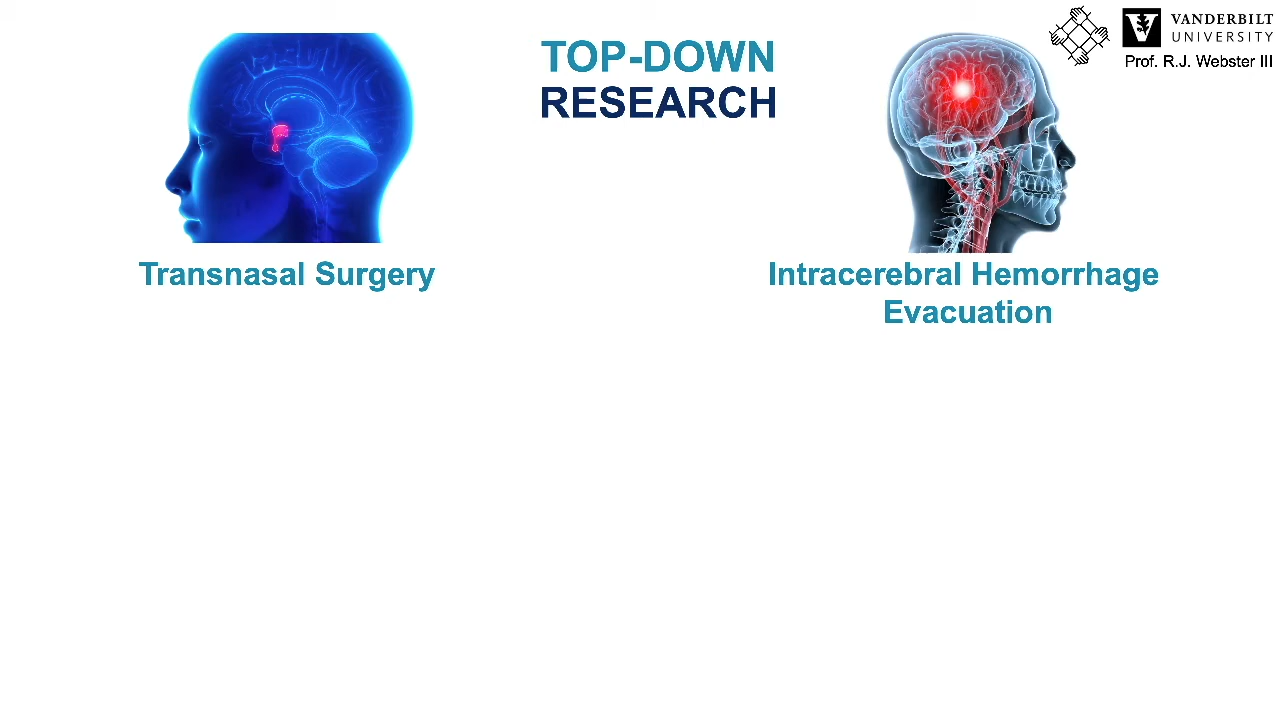 TOP-DOWN
RESEARCH
V VANDERBILT
UNIVERSITY
Prof. R.J. Webster III
Transnasal Surgery
Intracerebral Hemorrhage
Evacuation